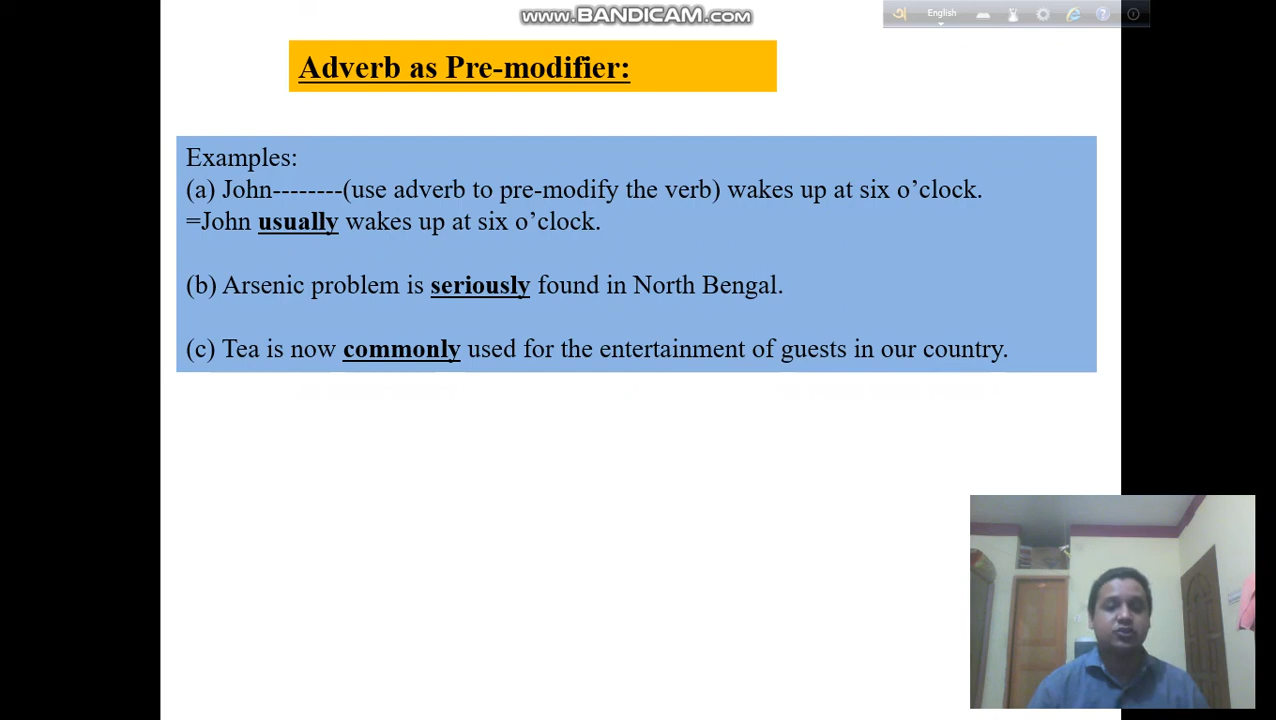 www.BANDICAM.com
English
Adverb as Pre-modifier:
Examples:
(a) John--------(use adverb to pre-modify the verb) wakes up at six o’clock.
=John usually wakes up at six o’clock.
(b) Arsenic problem is seriously found in North Bengal.
(c) Tea is now commonly used for the entertainment of guests in our country.